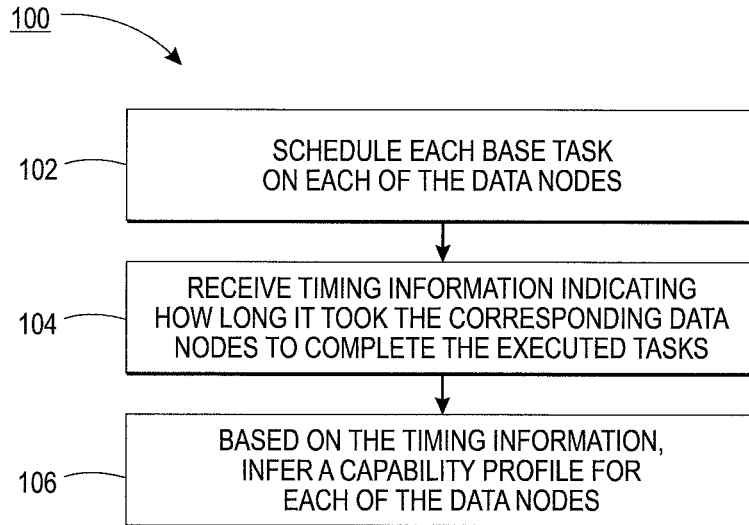 100
102
SCHEDULE EACH BASE TASK
ON EACH OF THE DATA NODES
104
RECEIVE TIMING INFORMATION INDICATING
HOW LONG IT TOOK THE CORRESPONDING DATA
NODES TO COMPLETE THE EXECUTED TASKS
106
BASED ON THE TIMING INFORMATION,
INFER A CAPABILITY PROFILE FOR
EACH OF THE DATA NODES